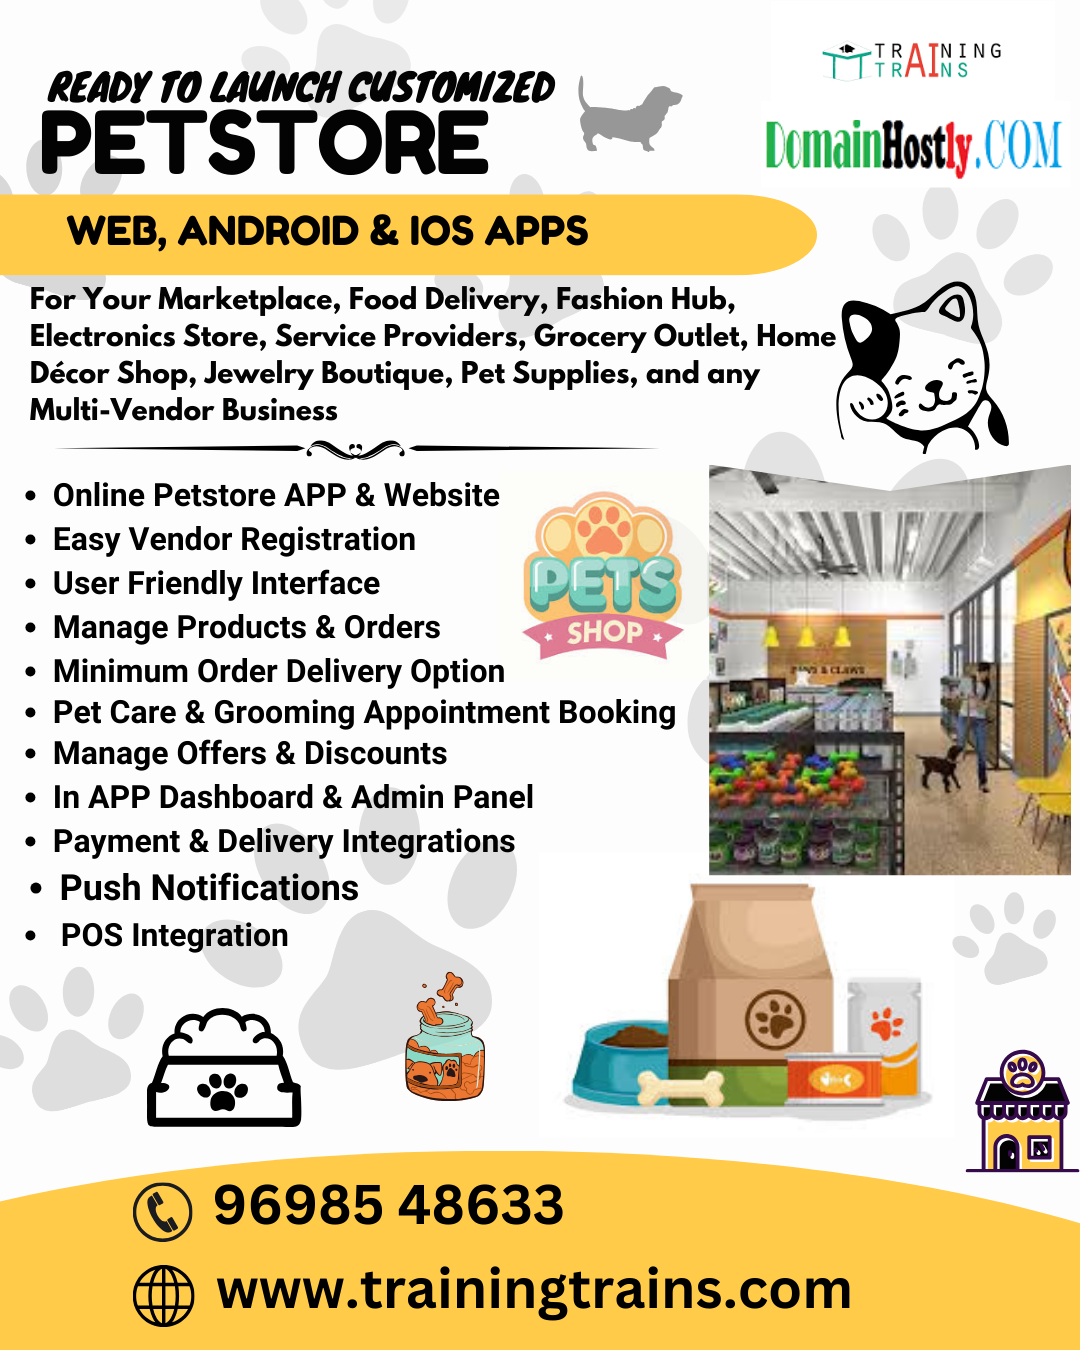 READY TO LAUNCH CUSTOMIZED
PETSTORE
TRAINING
TRAINS
DomainHostly.COM
WEB, ANDROID & IOS APPS
For Your Marketplace, Food Delivery, Fashion Hub,
Electronics Store, Service Providers, Grocery Outlet, Home
Décor Shop, Jewelry Boutique, Pet Supplies, and any
Multi-Vendor Business
• Online Petstore APP & Website
• Easy Vendor Registration
• User Friendly Interface
• Manage Products & Orders
• Minimum Order Delivery Option
• Pet Care & Grooming Appointment Booking
• Manage Offers & Discounts
• In APP Dashboard & Admin Panel
• Payment & Delivery Integrations
• Push Notifications
• POS Integration
PETS
SHOP
PAWS & CLAWS
96985 48633
www.trainingtrains.com